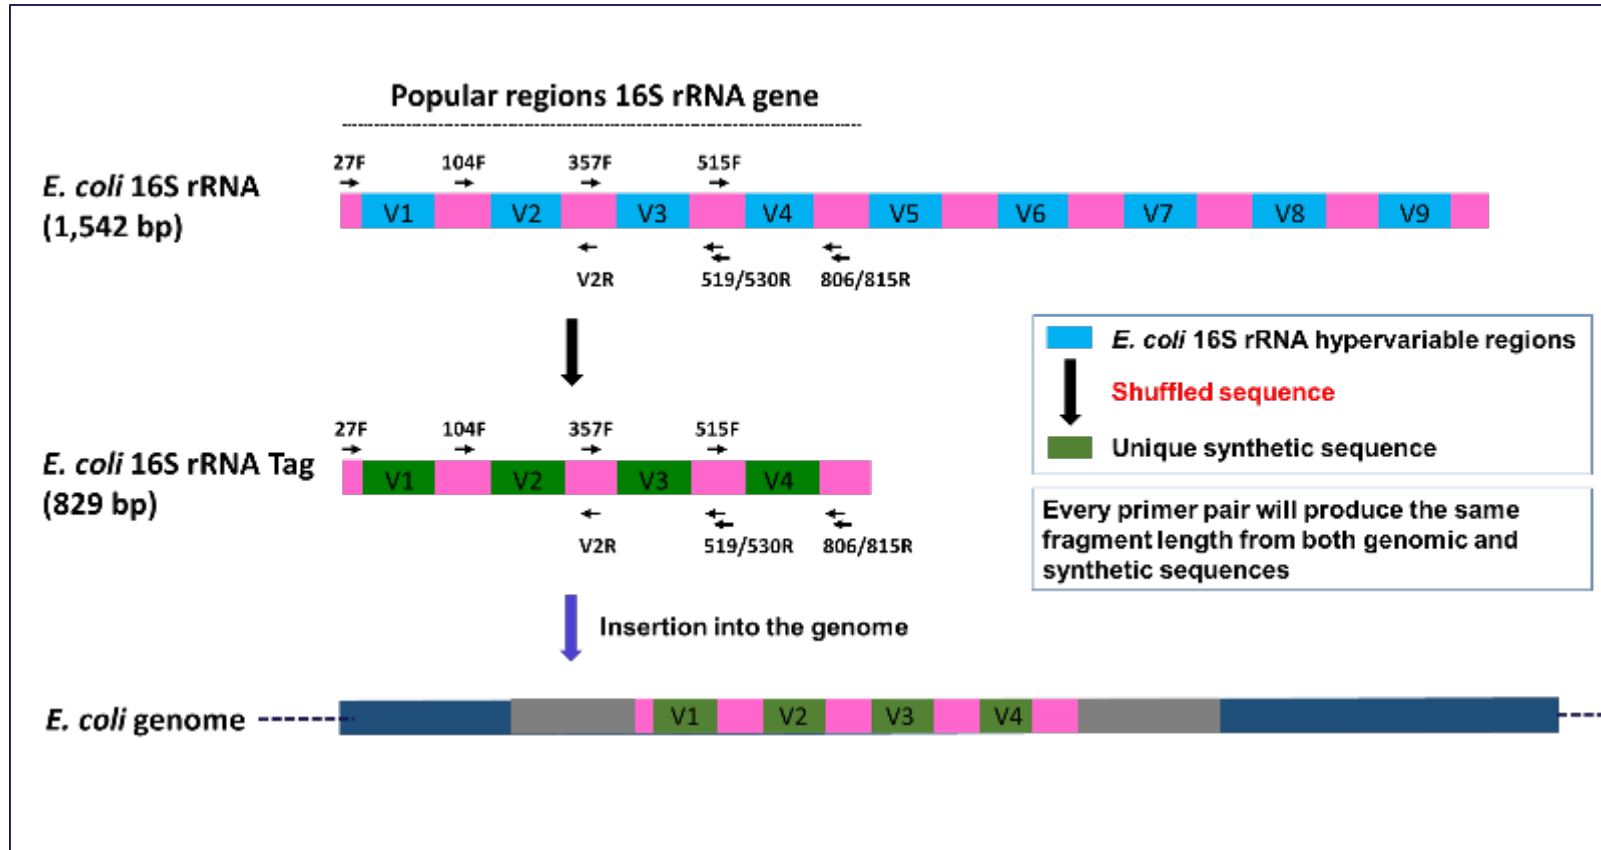 Popular regions 16S rRNA gene
27F 104F 357F 515F
E. coli 16S rRNA
(1,542 bp)
V1 V2 V3 V4 V5 V6 V7 V8 V9
V2R 519/530R 806/815R
E. coli 16S rRNA hypervariable regions
Shuffled sequence
Unique synthetic sequence
27F 104F 357F 515F
E. coli 16S rRNA Tag
(829 bp)
V1 V2 V3 V4
V2R 519/530R 806/815R
Every primer pair will produce the same
fragment length from both genomic and
synthetic sequences
Insertion into the genome
E. coli genome
V1 V2 V3 V4